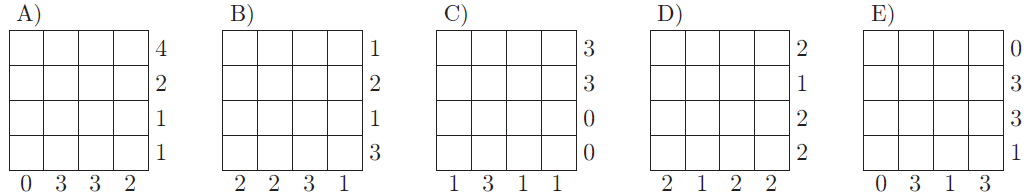 A) B) C) D) E)
4 1 3 2 0
2 2 3 1 3
1 1 0 2 3
1 3 0 2 1
0 3 3 2 2 2 3 1 1 3 1 1 2 1 2 2 0 3 1 3